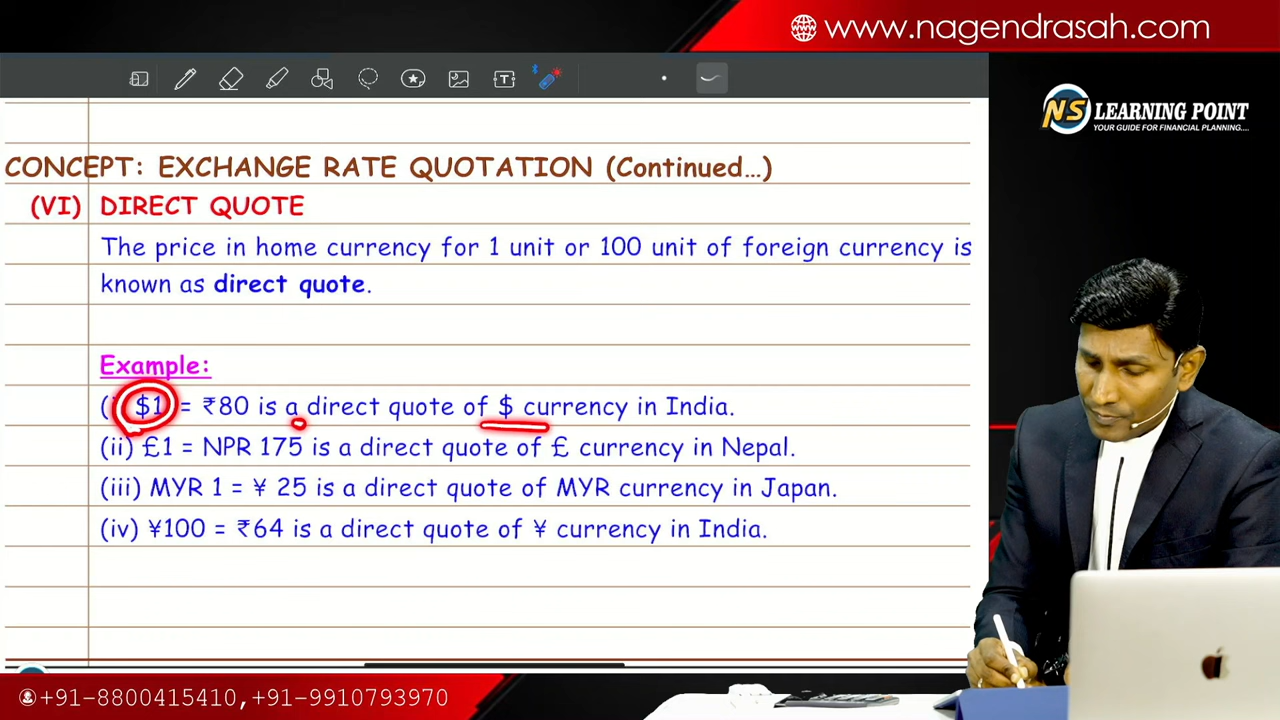 www.nagendrasah.com
NS LEARNING POINT
YOUR GUIDE FOR FINANCIAL PLANNING....
CONCEPT: EXCHANGE RATE QUOTATION (Continued...)
(VI) DIRECT QUOTE
The price in home currency for 1 unit or 100 unit of foreign currency is
known as direct quote.
Example:
(i) $1 = ₹80 is a direct quote of $ currency in India.
(ii) £1 = NPR 175 is a direct quote of £ currency in Nepal.
(iii) MYR 1 = ¥ 25 is a direct quote of MYR currency in Japan.
(iv) ¥100 = ₹64 is a direct quote of ¥ currency in India.
+91-8800415410,+91-9910793970